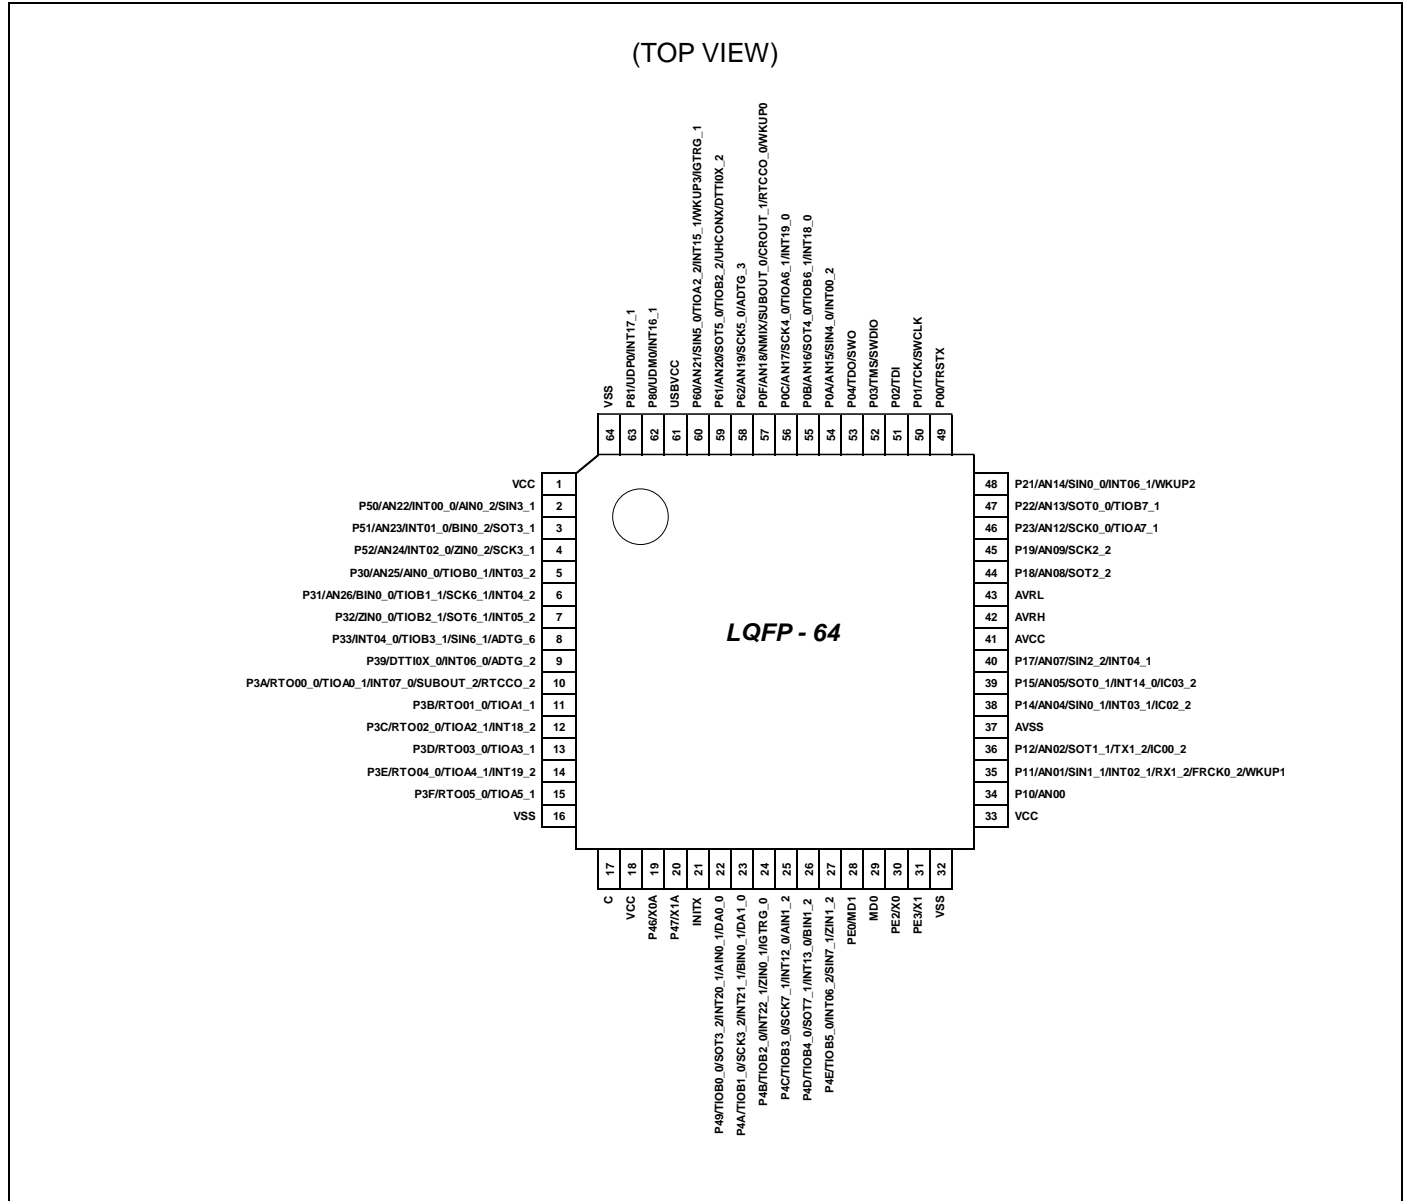 (TOP VIEW)
VSS
P81/UDP0/INT17_1
P80/UDM0/INT16_1
USBVCC
P60/AN21/SIN5_0/TIOA2_2/INT15_1/WKUP3/IGTRG_1
P61/AN20/SOT5_0/TIOB2_2/UHCONX/DTTI0X_2
P62/AN19/SCK5_0/ADTG_3
P0F/AN18/NMIX/SUBOUT_0/CROUT_1/RTCCO_0/WKUP0
P0C/AN17/SCK4_0/TIOA6_1/INT19_0
P0B/AN16/SOT4_0/TIOB6_1/INT18_0
P0A/AN15/SIN4_0/INT00_2
P04/TDO/SWO
P03/TMS/SWDIO
P02/TDI
P01/TCK/SWCLK
P00/TRSTX
64 63 62 61 60 59 58 57 56 55 54 53 52 51 50 49
VCC 1
P50/AN22/INT00_0/AIN0_2/SIN3_1 2
P51/AN23/INT01_0/BIN0_2/SOT3_1 3
P52/AN24/INT02_0/ZIN0_2/SCK3_1 4
P30/AN25/AIN0_0/TIOB0_1/INT03_2 5
P31/AN26/BIN0_0/TIOB1_1/SCK6_1/INT04_2 6
P32/ZIN0_0/TIOB2_1/SOT6_1/INT05_2 7
P33/INT04_0/TIOB3_1/SIN6_1/ADTG_6 8
P39/DTTI0X_0/INT06_0/ADTG_2 9
P3A/RTO00_0/TIOA0_1/INT07_0/SUBOUT_2/RTCCO_2 10
P3B/RTO01_0/TIOA1_1 11
P3C/RTO02_0/TIOA2_1/INT18_2 12
P3D/RTO03_0/TIOA3_1 13
P3E/RTO04_0/TIOA4_1/INT19_2 14
P3F/RTO05_0/TIOA5_1 15
VSS 16
LQFP - 64
48 P21/AN14/SIN0_0/INT06_1/WKUP2
47 P22/AN13/SOT0_0/TIOB7_1
46 P23/AN12/SCK0_0/TIOA7_1
45 P19/AN09/SCK2_2
44 P18/AN08/SOT2_2
43 AVRL
42 AVRH
41 AVCC
40 P17/AN07/SIN2_2/INT04_1
39 P15/AN05/SOT0_1/INT14_0/IC03_2
38 P14/AN04/SIN0_1/INT03_1/IC02_2
37 AVSS
36 P12/AN02/SOT1_1/TX1_2/IC00_2
35 P11/AN01/SIN1_1/INT02_1/RX1_2/FRCK0_2/WKUP1
34 P10/AN00
33 VCC
17 18 19 20 21 22 23 24 25 26 27 28 29 30 31 32
C
VCC
P46/X0A
P47/X1A
INITX
P49/TIOB0_0/SOT3_2/INT20_1/AIN0_1/DA0_0
P4A/TIOB1_0/SCK3_2/INT21_1/BIN0_1/DA1_0
P4B/TIOB2_0/INT22_1/ZIN0_1/IGTRG_0
P4C/TIOB3_0/SCK7_1/INT12_0/AIN1_2
P4D/TIOB4_0/SOT7_1/INT13_0/BIN1_2
P4E/TIOB5_0/INT06_2/SIN7_1/ZIN1_2
PE0/MD1
MD0
PE2/X0
PE3/X1
VSS